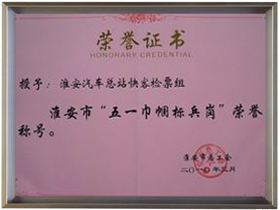 荣誉证书
HONORARY CREDENTIAL
授予：淮安汽车总站快客检票组
淮安市“五一巾帼标兵岗”荣誉
称号。
淮安市总工会
二〇一〇年三月